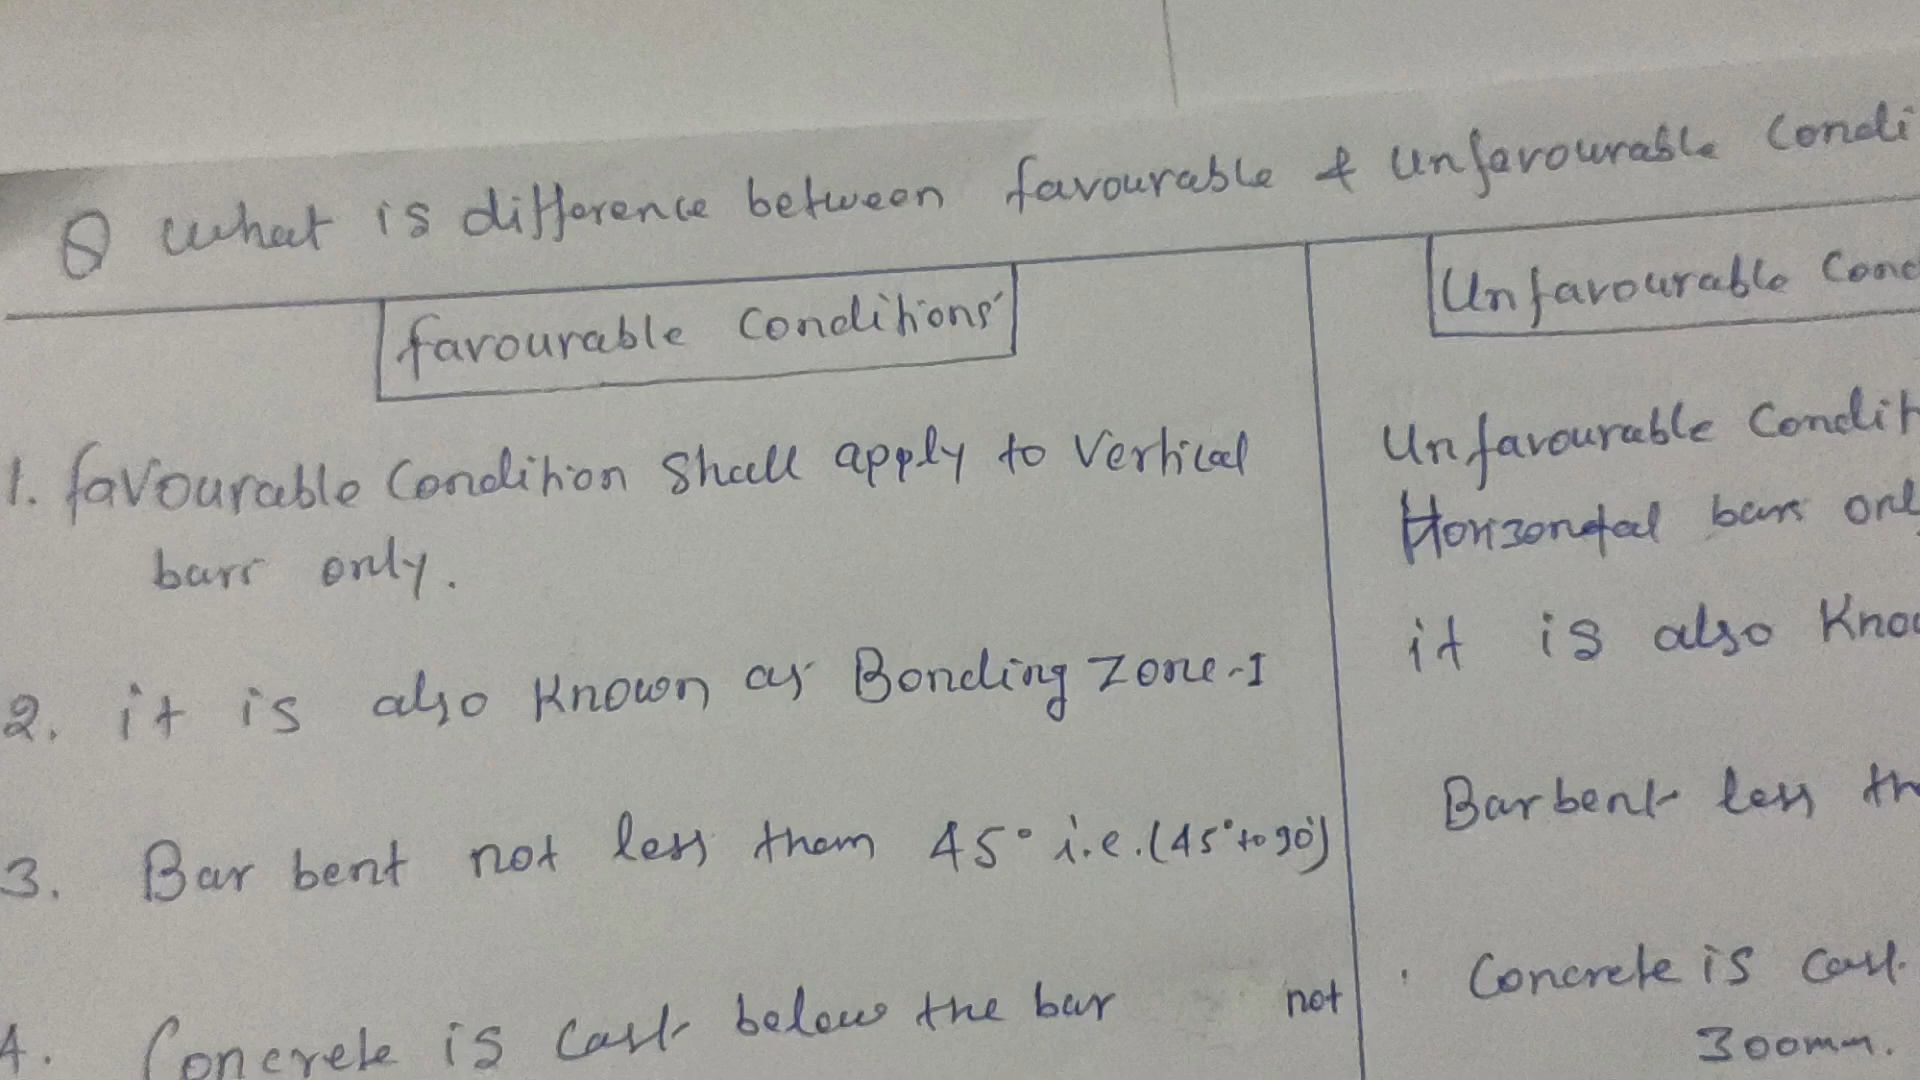 Q What is difference between favourable & Unfavourable Condi
favourable Conditions
Unfavourable Conc
1. favourable Condition Shall apply to Vertical
bars only.
Unfavourable Condit
Horizontal bars onl
2. it is also Known as Bonding Zone-I
it is also Know
3. Bar bent not less than 45° i.e. (45° to 90°)
Bar bent less th
4. Concrete is Cast below the bar not
Concrete is Cast
300mm.